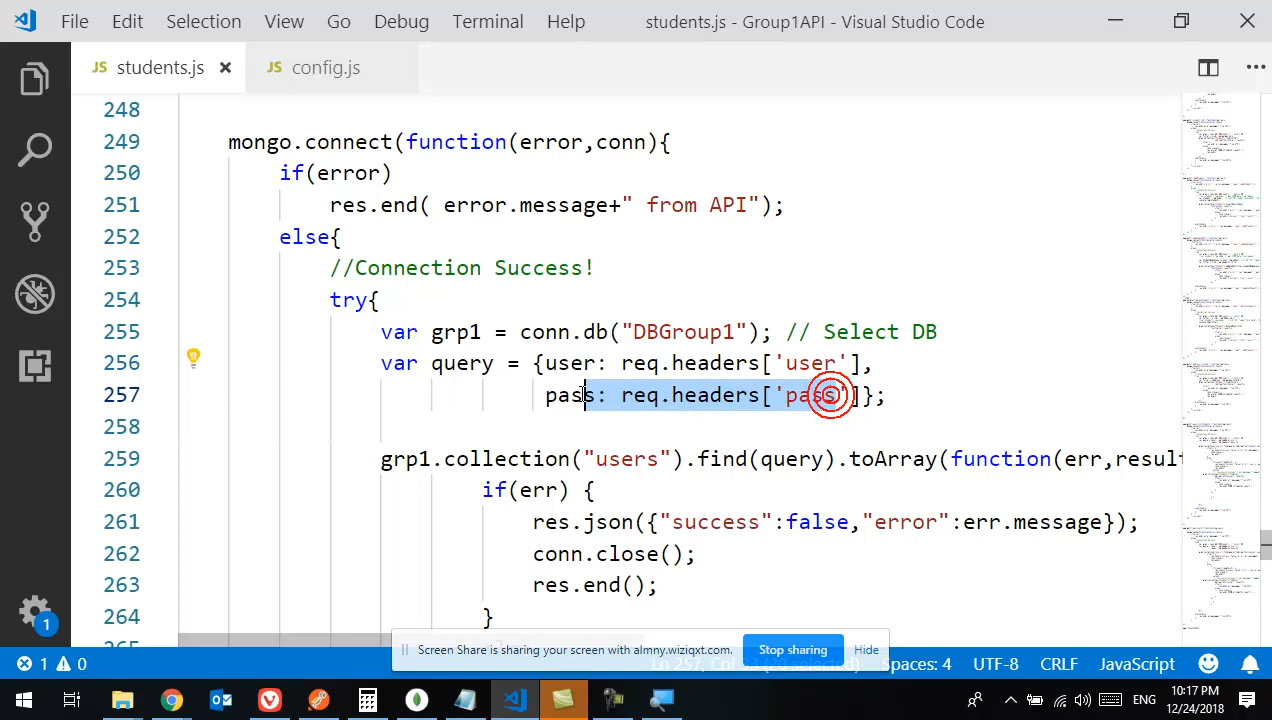 File Edit Selection View Go Debug Terminal Help students.js - Group1API - Visual Studio Code
JS students.js JS config.js
248
249 mongo.connect(function(error,conn){
250 if(error)
251 res.end( error.message+" from API");
252 else{
253 //Connection Success!
254 try{
255 var grp1 = conn.db("DBGroup1"); // Select DB
256 var query = {user: req.headers['user'],
257 pass: req.headers['pass']};
258
259 grp1.collection("users").find(query).toArray(function(err,result
260 if(err) {
261 res.json({"success":false,"error":err.message});
262 conn.close();
263 res.end();
264 }
Screen Share is sharing your screen with almny.wiziqxt.com. Stop sharing Hide
1
1 0 Spaces: 4 UTF-8 CRLF JavaScript
ENG 10:17 PM
12/24/2018